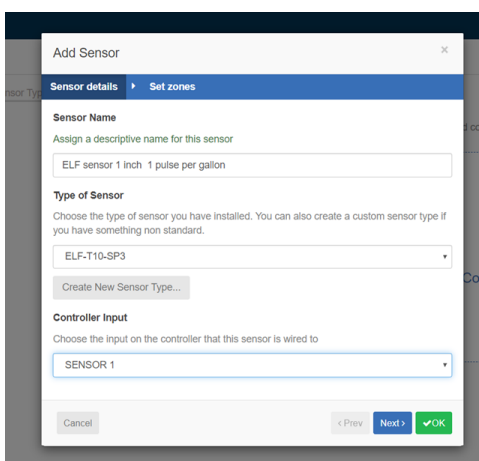 Add Sensor ×
Sensor details Set zones
Sensor Name
Assign a descriptive name for this sensor
ELF sensor 1 inch 1 pulse per gallon
Type of Sensor
Choose the type of sensor you have installed. You can also create a custom sensor type if
you have something non standard.
ELF-T10-SP3
Create New Sensor Type...
Controller Input
Choose the input on the controller that this sensor is wired to
SENSOR 1
Cancel ‹ Prev Next › ✔OK